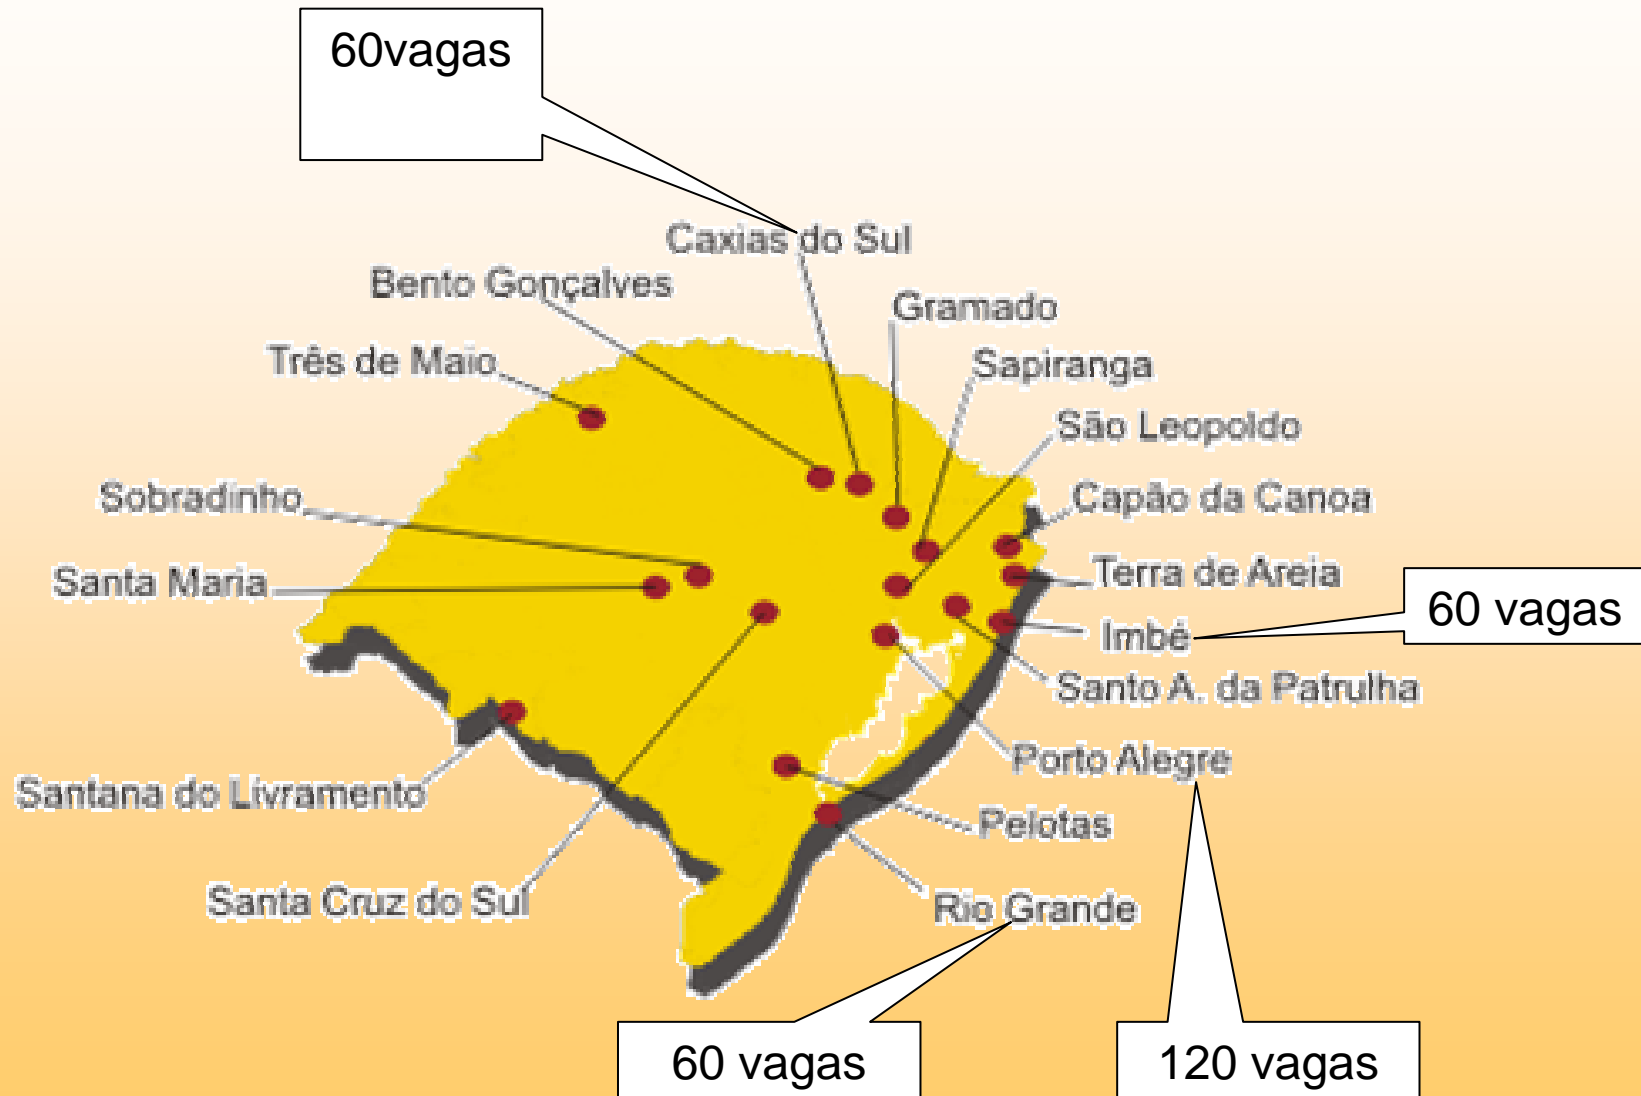 60vagas
Caxias do Sul
Bento Gonçalves
Gramado
Três de Maio
Sapiranga
São Leopoldo
Sobradinho
Capão da Canoa
Santa Maria
Terra de Areia
60 vagas
Imbé
Santo A. da Patrulha
Porto Alegre
Santana do Livramento
Pelotas
Santa Cruz do Sul
Rio Grande
60 vagas
120 vagas